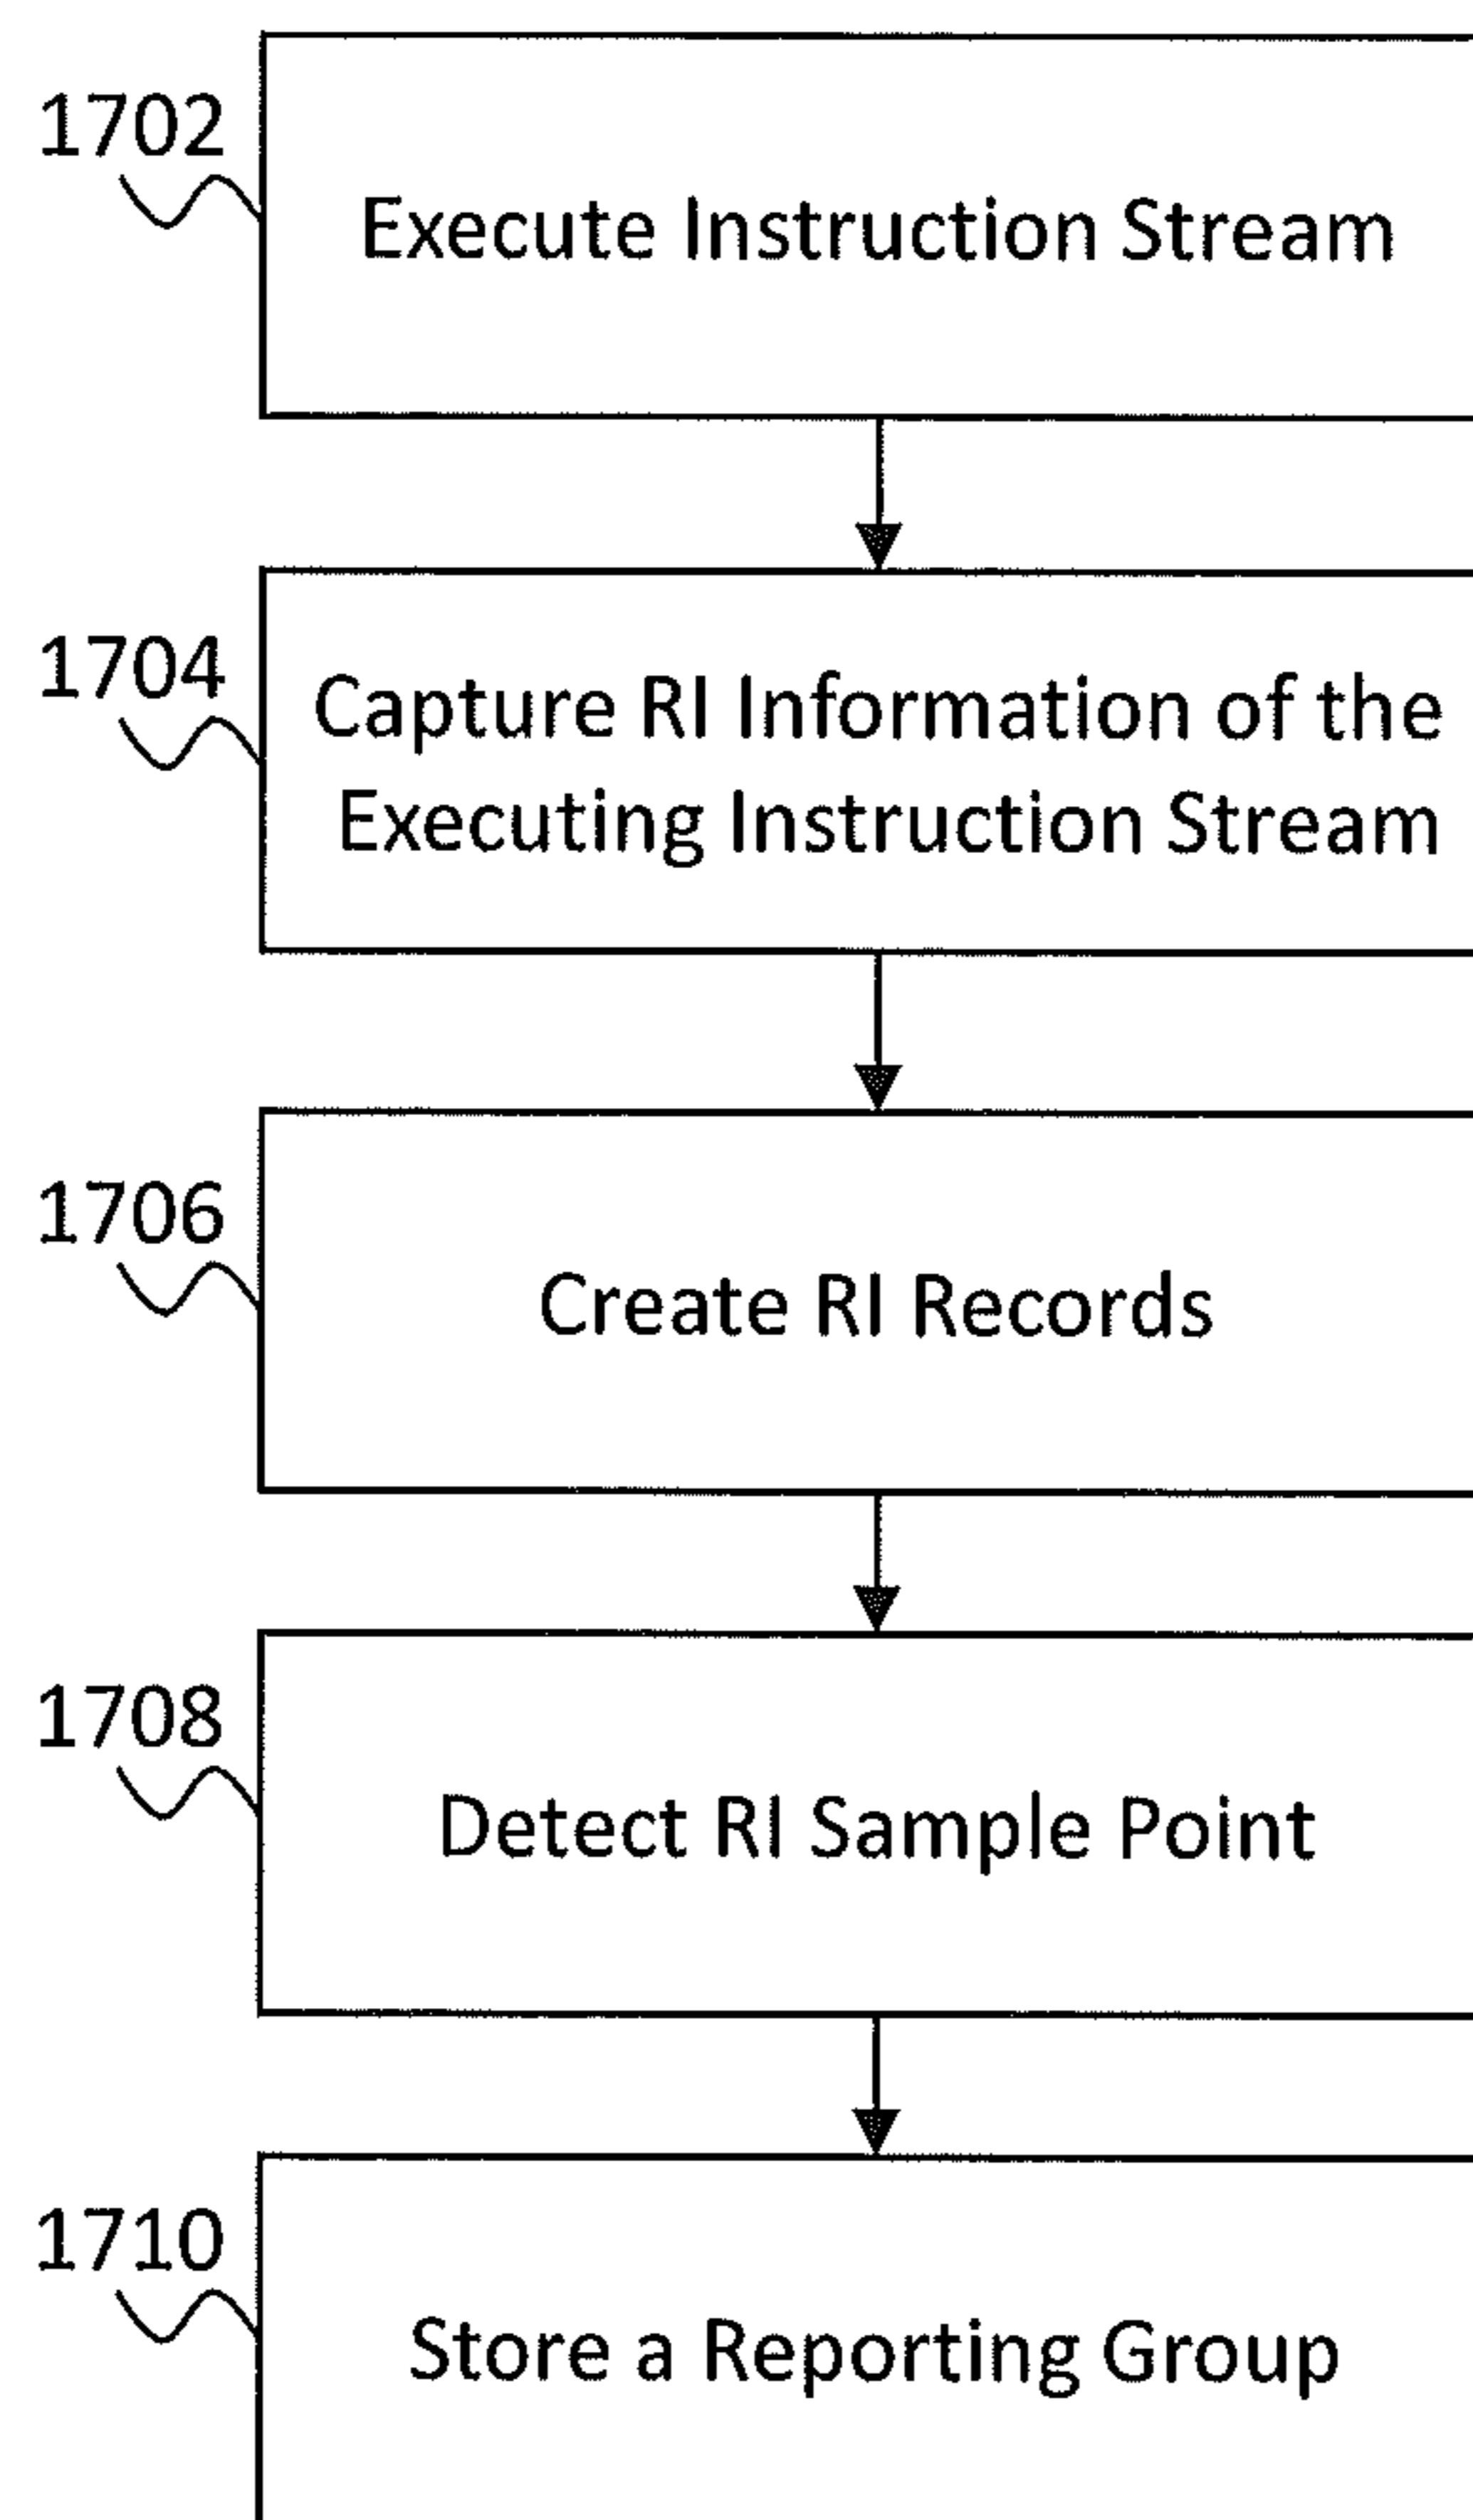 1702
Execute Instruction Stream
1704
Capture RI Information of the
Executing Instruction Stream
1706
Create RI Records
1708
Detect RI Sample Point
1710
Store a Reporting Group